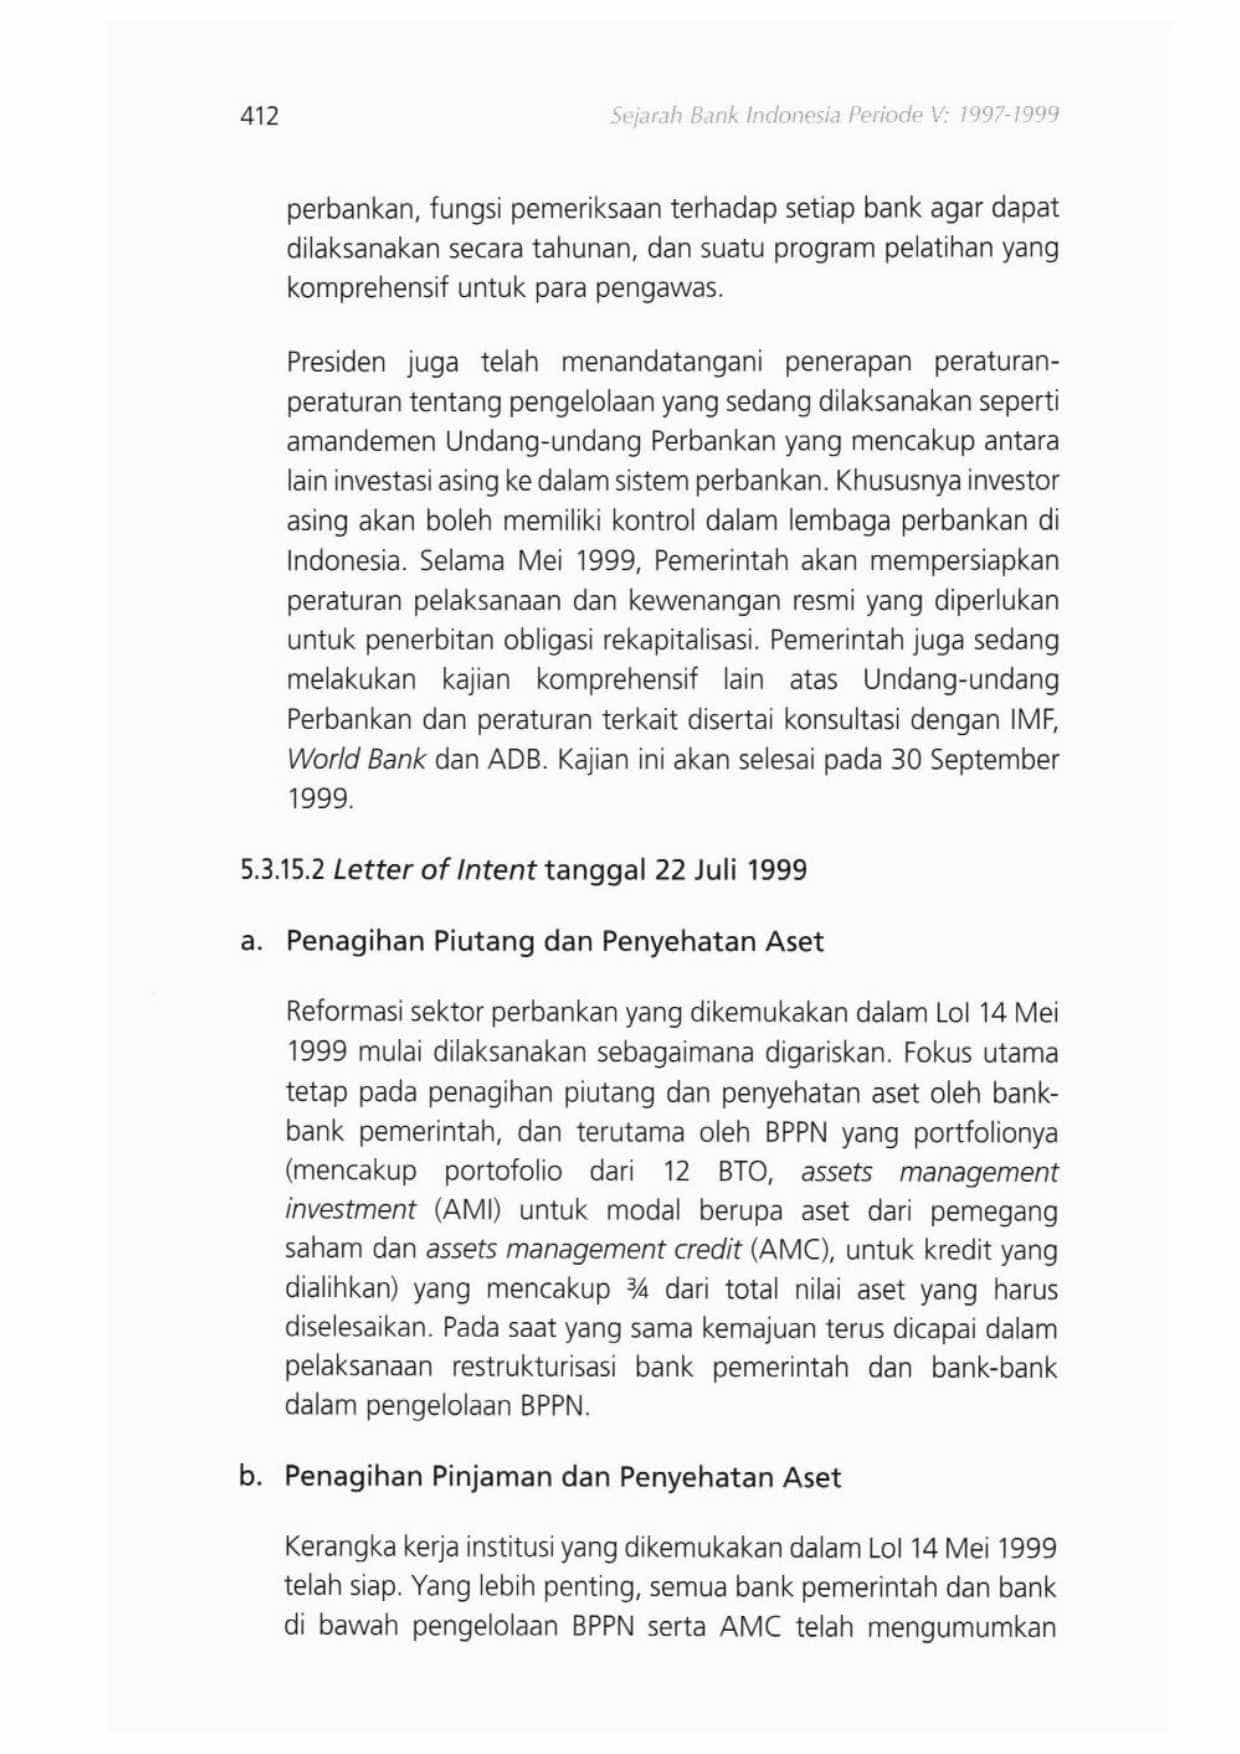 412
Sejarah Bank Indonesia Periode V: 1997-1999
perbankan, fungsi pemeriksaan terhadap setiap bank agar dapat
dilaksanakan secara tahunan, dan suatu program pelatihan yang
komprehensif untuk para pengawas.
Presiden juga telah menandatangani penerapan peraturan-
peraturan tentang pengelolaan yang sedang dilaksanakan seperti
amandemen Undang-undang Perbankan yang mencakup antara
lain investasi asing ke dalam sistem perbankan. Khususnya investor
asing akan boleh memiliki kontrol dalam lembaga perbankan di
Indonesia. Selama Mei 1999, Pemerintah akan mempersiapkan
peraturan pelaksanaan dan kewenangan resmi yang diperlukan
untuk penerbitan obligasi rekapitalisasi. Pemerintah juga sedang
melakukan kajian komprehensif lain atas Undang-undang
Perbankan dan peraturan terkait disertai konsultasi dengan IMF,
World Bank dan ADB. Kajian ini akan selesai pada 30 September
1999.
5.3.15.2 Letter of Intent tanggal 22 Juli 1999
a. Penagihan Piutang dan Penyehatan Aset
Reformasi sektor perbankan yang dikemukakan dalam LoI 14 Mei
1999 mulai dilaksanakan sebagaimana digariskan. Fokus utama
tetap pada penagihan piutang dan penyehatan aset oleh bank-
bank pemerintah, dan terutama oleh BPPN yang portfolionya
(mencakup portofolio dari 12 BTO, assets management
investment (AMI) untuk modal berupa aset dari pemegang
saham dan assets management credit (AMC), untuk kredit yang
dialihkan) yang mencakup ¾ dari total nilai aset yang harus
diselesaikan. Pada saat yang sama kemajuan terus dicapai dalam
pelaksanaan restrukturisasi bank pemerintah dan bank-bank
dalam pengelolaan BPPN.
b. Penagihan Pinjaman dan Penyehatan Aset
Kerangka kerja institusi yang dikemukakan dalam LoI 14 Mei 1999
telah siap. Yang lebih penting, semua bank pemerintah dan bank
di bawah pengelolaan BPPN serta AMC telah mengumumkan